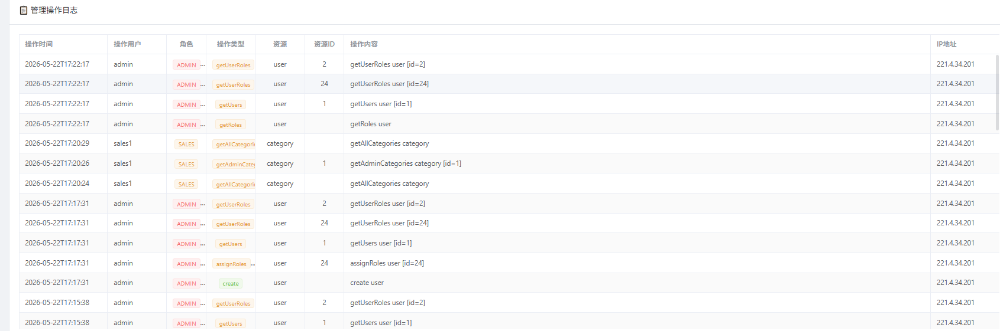 📋 管理操作日志
操作时间 操作用户 角色 操作类型 资源 资源ID 操作内容 IP地址
2026-05-22T17:22:17 admin ADMIN ... getUserRoles user 2 getUserRoles user [id=2] 221.4.34.201
2026-05-22T17:22:17 admin ADMIN ... getUserRoles user 24 getUserRoles user [id=24] 221.4.34.201
2026-05-22T17:22:17 admin ADMIN ... getUsers user 1 getUsers user [id=1] 221.4.34.201
2026-05-22T17:22:17 admin ADMIN ... getRoles user getRoles user 221.4.34.201
2026-05-22T17:20:29 sales1 SALES getAllCategori category getAllCategories category 221.4.34.201
2026-05-22T17:20:26 sales1 SALES getAdminCateg category 1 getAdminCategories category [id=1] 221.4.34.201
2026-05-22T17:20:24 sales1 SALES getAllCategori category getAllCategories category 221.4.34.201
2026-05-22T17:17:31 admin ADMIN ... getUserRoles user 2 getUserRoles user [id=2] 221.4.34.201
2026-05-22T17:17:31 admin ADMIN ... getUserRoles user 24 getUserRoles user [id=24] 221.4.34.201
2026-05-22T17:17:31 admin ADMIN ... getUsers user 1 getUsers user [id=1] 221.4.34.201
2026-05-22T17:17:31 admin ADMIN ... assignRoles ... user 24 assignRoles user [id=24] 221.4.34.201
2026-05-22T17:17:31 admin ADMIN ... create user create user 221.4.34.201
2026-05-22T17:15:38 admin ADMIN ... getUserRoles user 2 getUserRoles user [id=2] 221.4.34.201
2026-05-22T17:15:38 admin ADMIN ... getUsers user 1 getUsers user [id=1] 221.4.34.201